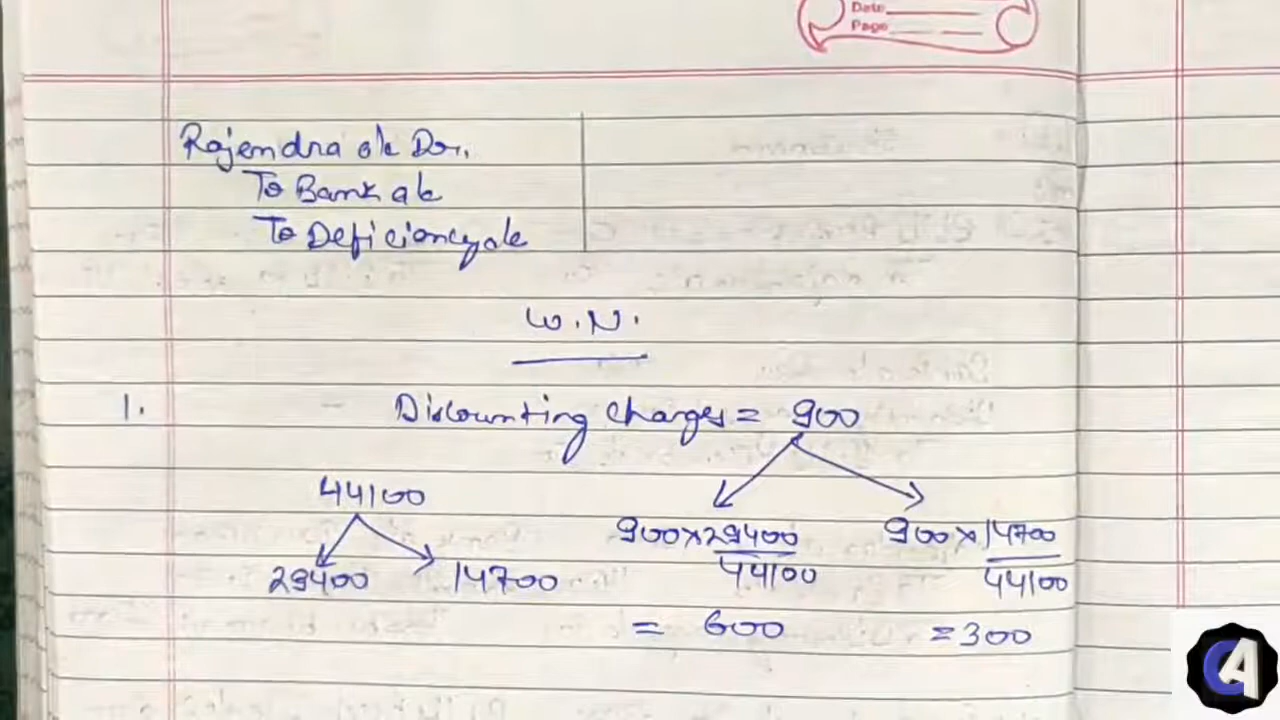 Date
Page
Rajendra a/c Dr.
To Bank a/c
To Deficiency a/c
W.N.
1. Discounting Charges = 900
44100
29400 14700
900×29400/44100 900×14700/44100
= 600 = 300
CA